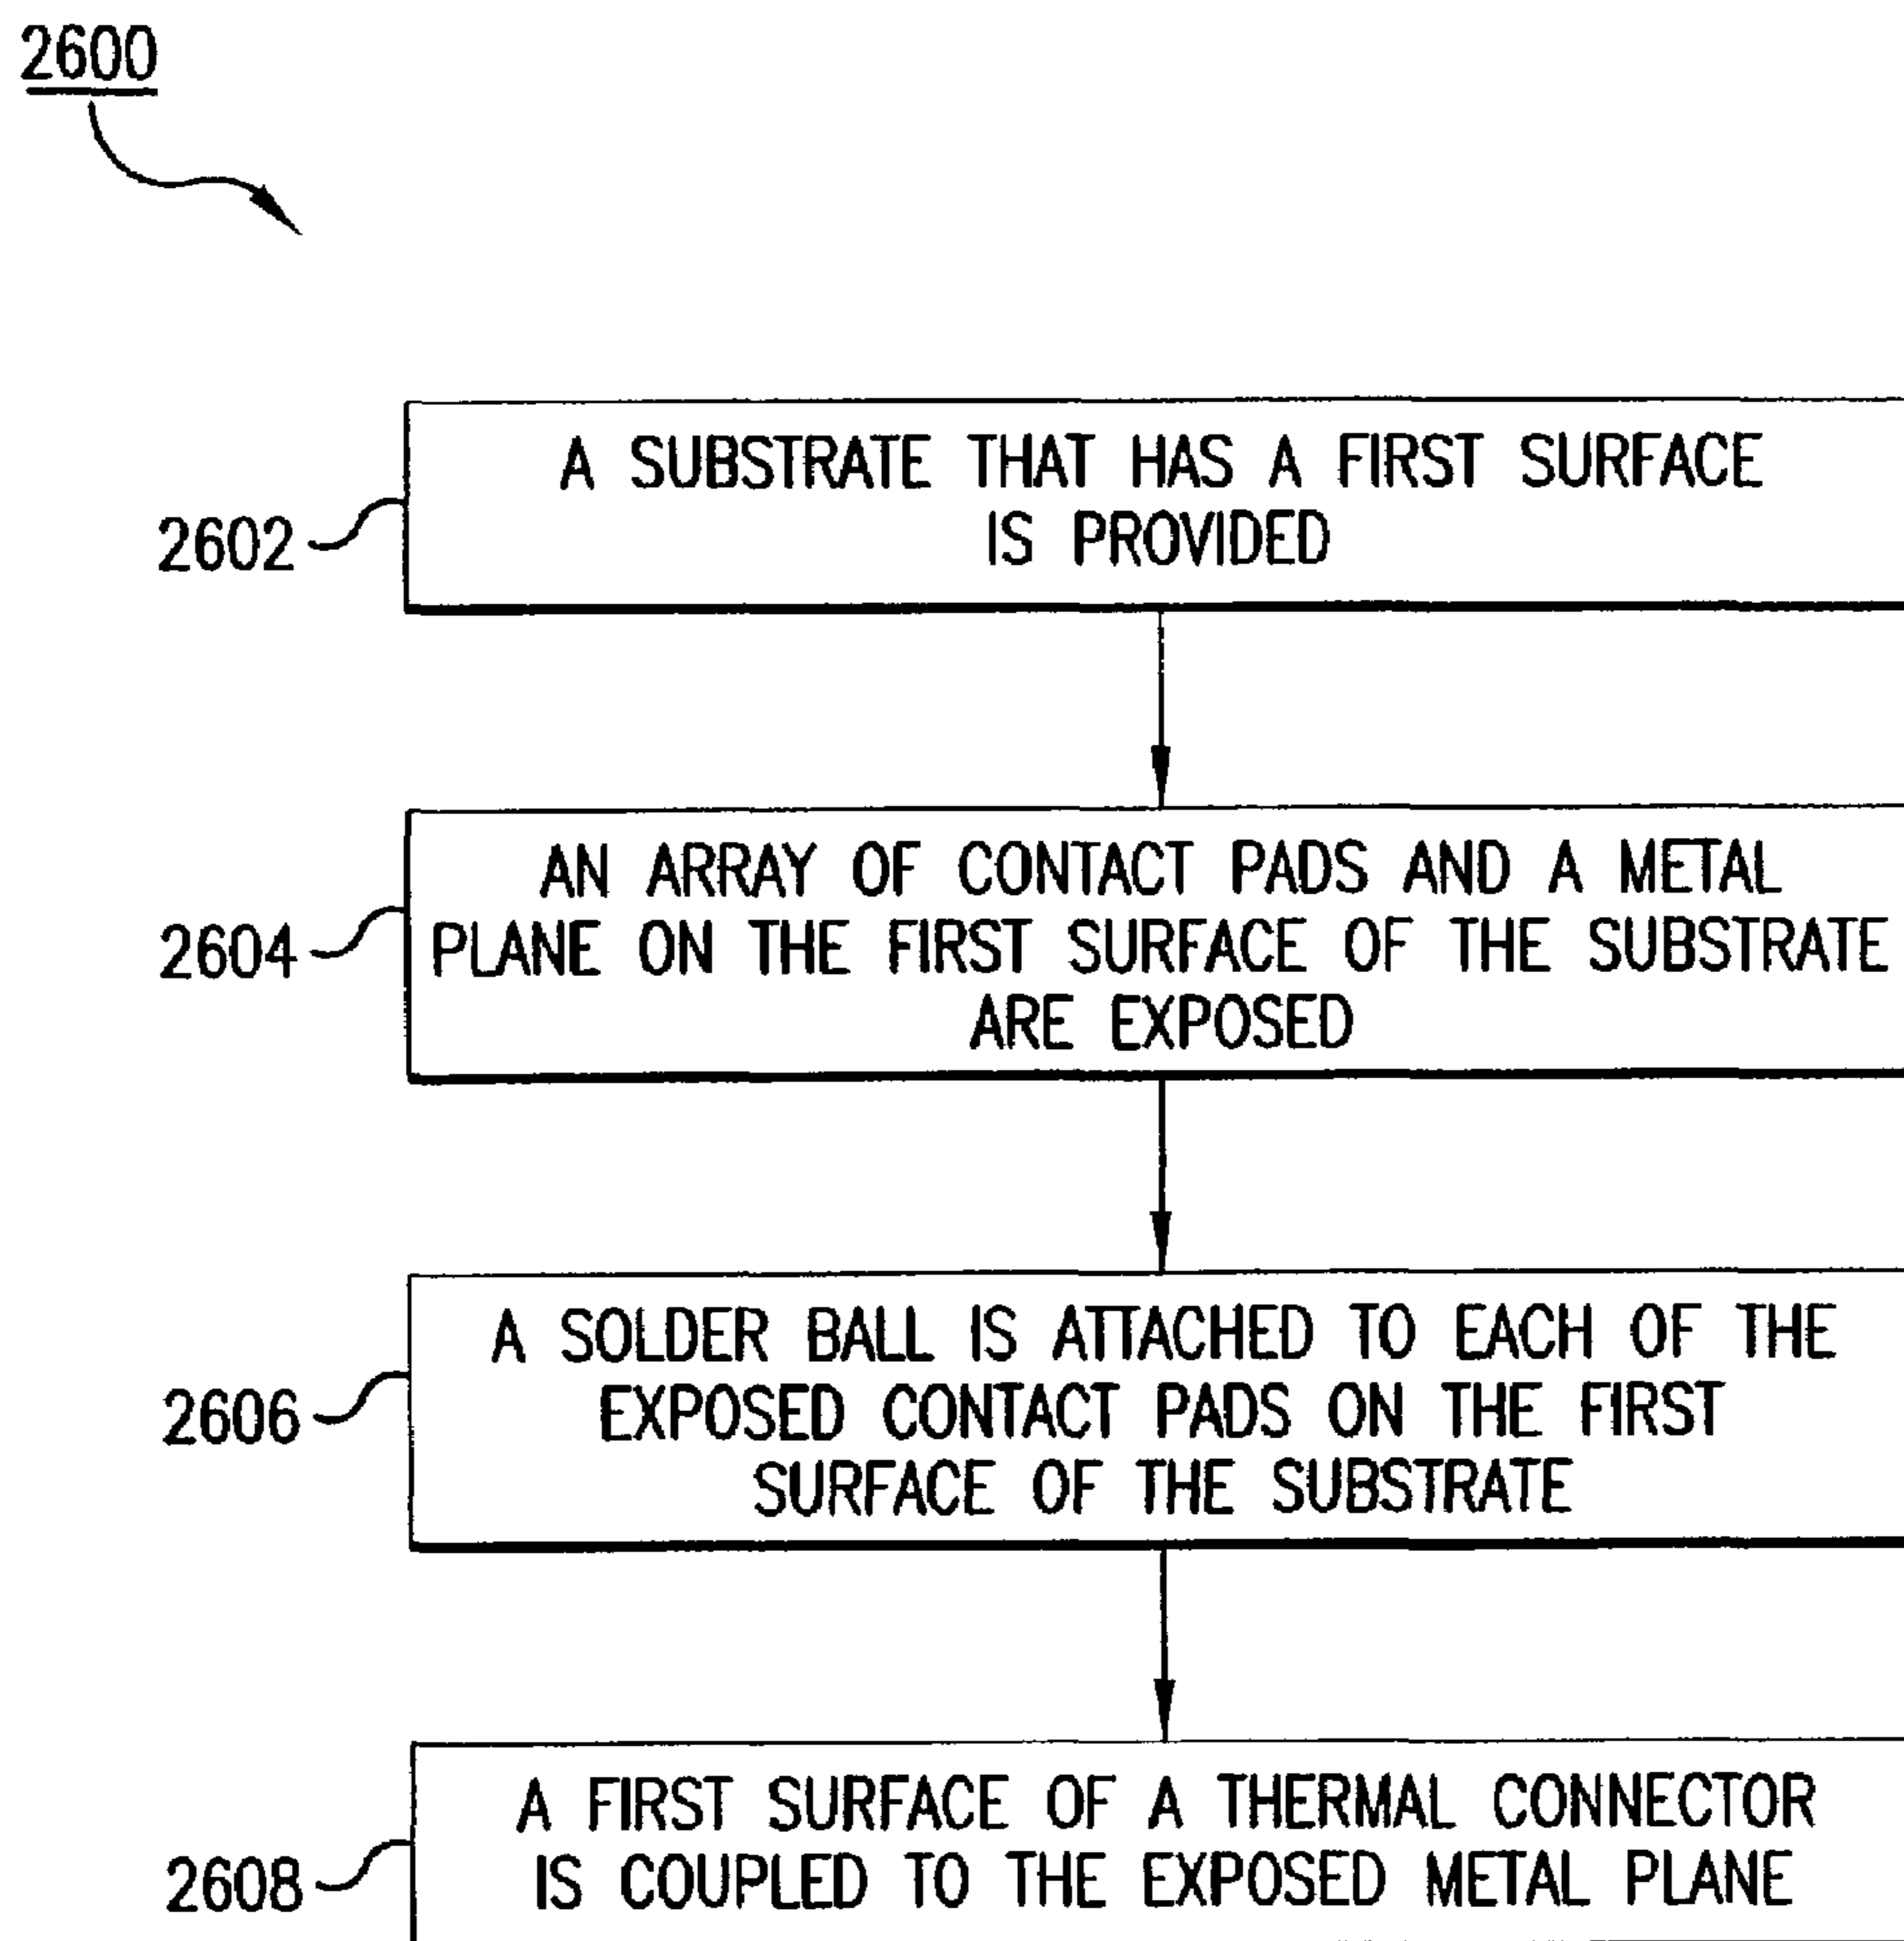 2600
A SUBSTRATE THAT HAS A FIRST SURFACE
IS PROVIDED
2602
AN ARRAY OF CONTACT PADS AND A METAL
PLANE ON THE FIRST SURFACE OF THE SUBSTRATE
ARE EXPOSED
2604
A SOLDER BALL IS ATTACHED TO EACH OF THE
EXPOSED CONTACT PADS ON THE FIRST
SURFACE OF THE SUBSTRATE
2606
A FIRST SURFACE OF A THERMAL CONNECTOR
IS COUPLED TO THE EXPOSED METAL PLANE
2608